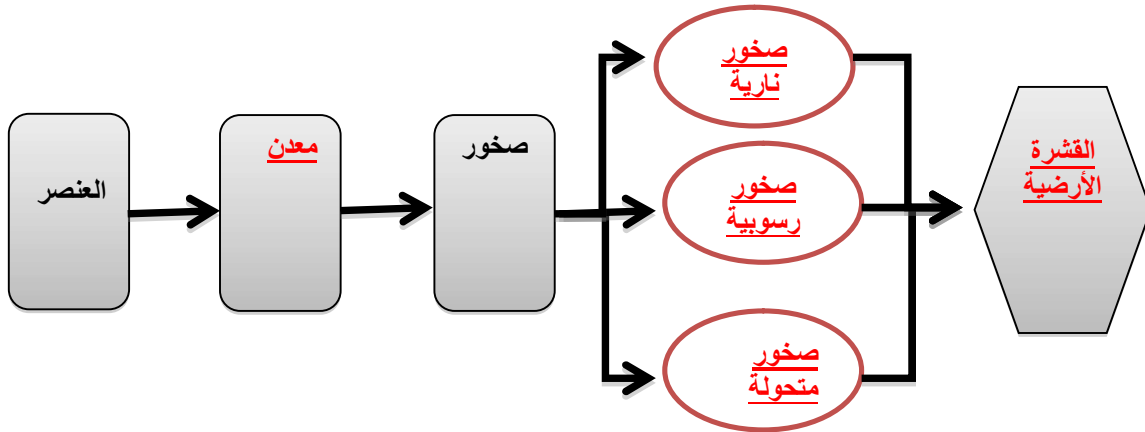 العنصر
معدن
صخور
صخور
نارية
صخور
رسوبية
صخور
متحولة
القشرة
الأرضية